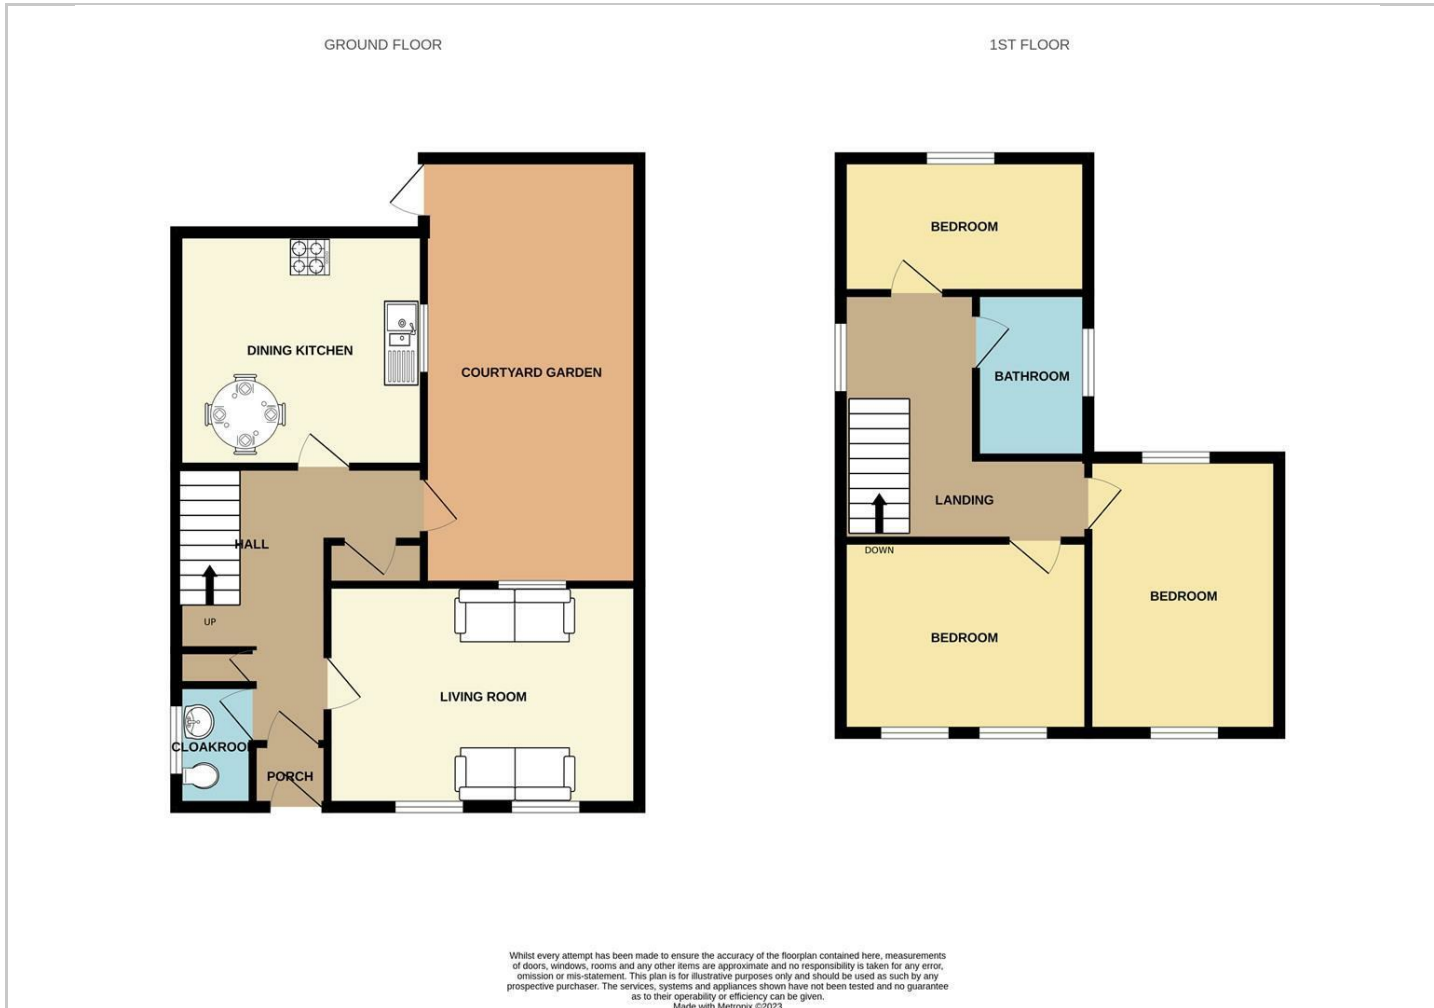 GROUND FLOOR
1ST FLOOR
BEDROOM
DINING KITCHEN
COURTYARD GARDEN
BATHROOM
LANDING
HALL
DOWN
BEDROOM
UP
BEDROOM
LIVING ROOM
CLOAKROOM
PORCH
Whilst every attempt has been made to ensure the accuracy of the floorplan contained here, measurements
of doors, windows, rooms and any other items are approximate and no responsibility is taken for any error,
omission or mis-statement. This plan is for illustrative purposes only and should be used as such by any
prospective purchaser. The services, systems and appliances shown have not been tested and no guarantee
as to their operability or efficiency can be given.
Made with Metropix ©2023